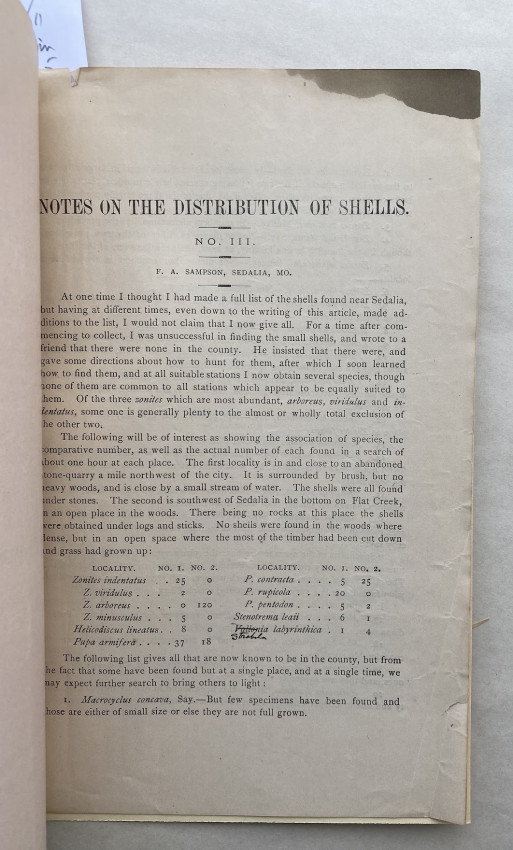 NOTES ON THE DISTRIBUTION OF SHELLS.
NO. III.
F. A. SAMPSON, SEDALIA, MO.
At one time I thought I had made a full list of the shells found near Sedalia,
but having at different times, even down to the writing of this article, made ad-
ditions to the list, I would not claim that I now give all. For a time after com-
mencing to collect, I was unsuccessful in finding the small shells, and wrote to a
friend that there were none in the county. He insisted that there were, and
gave some directions about how to hunt for them, after which I soon learned
how to find them, and at all suitable stations I now obtain several species, though
none of them are common to all stations which appear to be equally suited to
them. Of the three zonites which are most abundant, arboreus, viridulus and in-
dentatus, some one is generally plenty to the almost or wholly total exclusion of
the other two.
The following will be of interest as showing the association of species, the
comparative number, as well as the actual number of each found in a search of
about one hour at each place. The first locality is in and close to an abandoned
stone-quarry a mile northwest of the city. It is surrounded by brush, but no
heavy woods, and is close by a small stream of water. The shells were all found
under stones. The second is southwest of Sedalia in the bottom on Flat Creek,
in an open place in the woods. There being no rocks at this place the shells
were obtained under logs and sticks. No shells were found in the woods where
dense, but in an open space where the most of the timber had been cut down
and grass had grown up:
LOCALITY. NO. 1. NO. 2. LOCALITY. NO. 1. NO. 2.
Zonites indentatus . . 25 0 P. contracta . . . . 5 25
Z. viridulus . . . 2 0 P. rupicola . . . . 20 0
Z. arboreus . . . . 0 120 P. pentodon . . . . 5 2
Z. minusculus . . . 5 0 Stenotrema leaii . . . . 6 1
Helicodiscus lineatus . . 8 0 labyrinthica . 1 4
Pupa armifera . . . . 37 18 Strobila
The following list gives all that are now known to be in the county, but from
the fact that some have been found but at a single place, and at a single time, we
may expect further search to bring others to light:
1. Macrocyclus concava, Say.—But few specimens have been found and
those are either of small size or else they are not full grown.